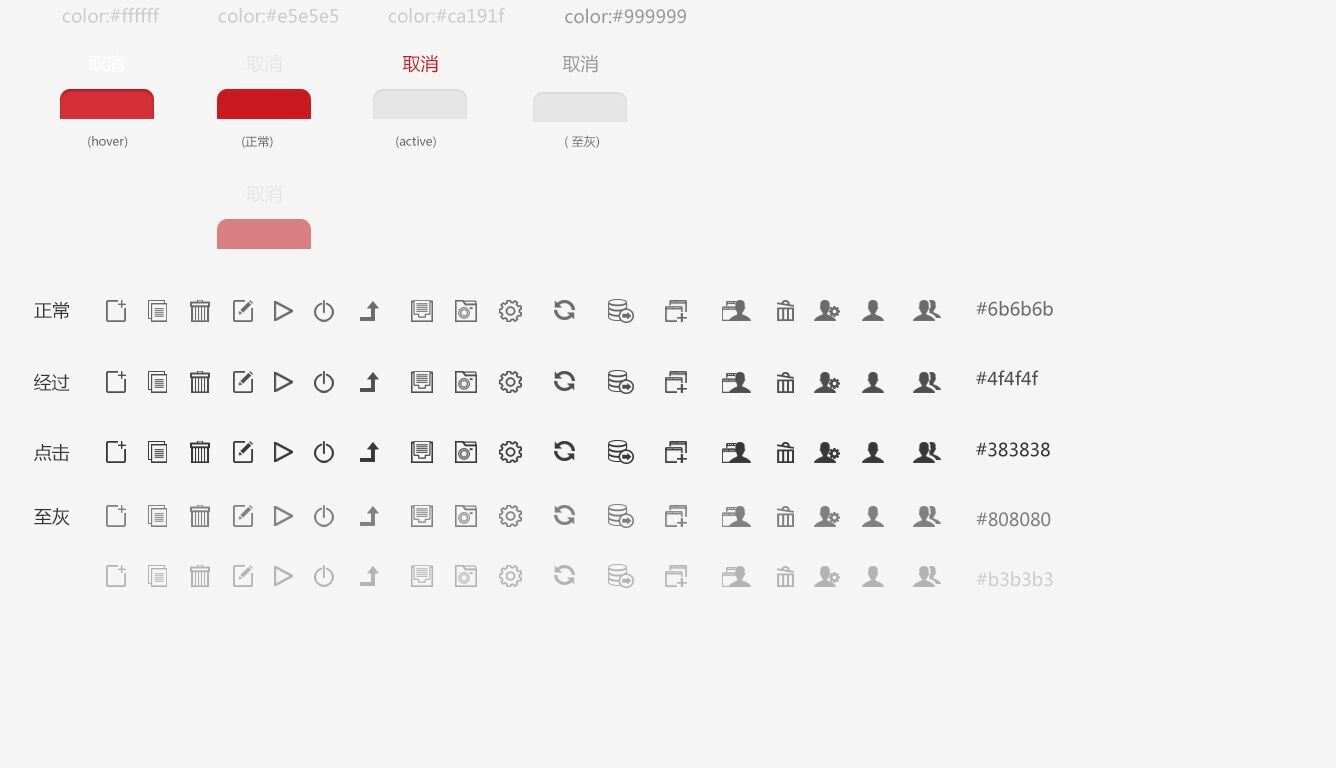 color:#ffffff color:#e5e5e5 color:#ca191f color:#999999
取消 取消 取消 取消
(hover) (正常) (active) ( 至灰)
取消
正常 #6b6b6b
经过 #4f4f4f
点击 #383838
至灰 #808080
#b3b3b3